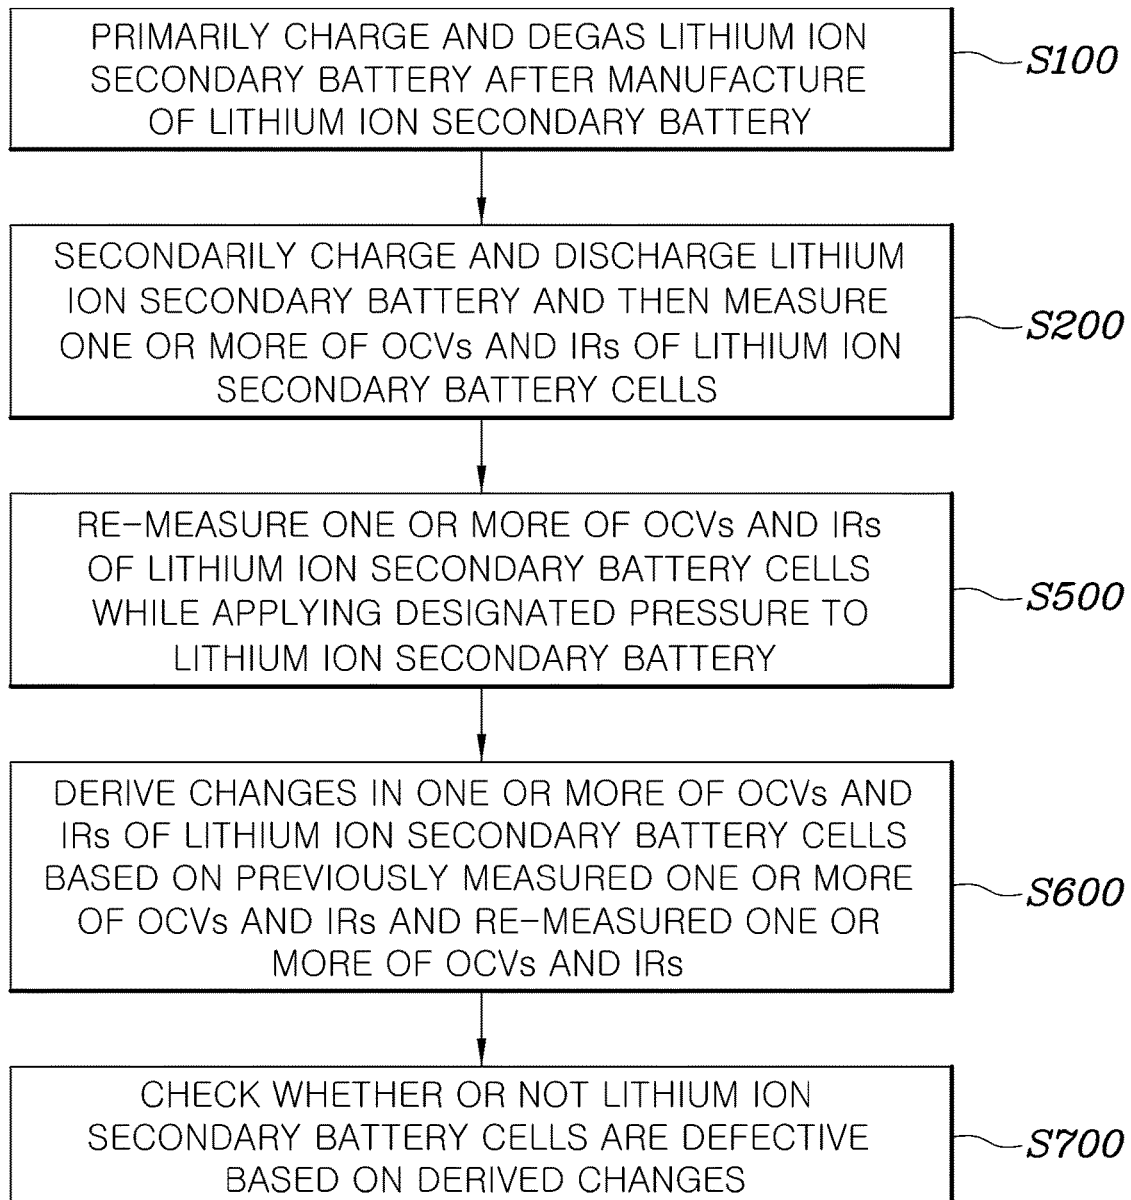 PRIMARILY CHARGE AND DEGAS LITHIUM ION
SECONDARY BATTERY AFTER MANUFACTURE
OF LITHIUM ION SECONDARY BATTERY
S100
SECONDARILY CHARGE AND DISCHARGE LITHIUM
ION SECONDARY BATTERY AND THEN MEASURE
ONE OR MORE OF OCVs AND IRs OF LITHIUM ION
SECONDARY BATTERY CELLS
S200
RE-MEASURE ONE OR MORE OF OCVs AND IRs
OF LITHIUM ION SECONDARY BATTERY CELLS
WHILE APPLYING DESIGNATED PRESSURE TO
LITHIUM ION SECONDARY BATTERY
S500
DERIVE CHANGES IN ONE OR MORE OF OCVs AND
IRs OF LITHIUM ION SECONDARY BATTERY CELLS
BASED ON PREVIOUSLY MEASURED ONE OR MORE
OF OCVs AND IRs AND RE-MEASURED ONE OR
MORE OF OCVs AND IRs
S600
CHECK WHETHER OR NOT LITHIUM ION
SECONDARY BATTERY CELLS ARE DEFECTIVE
BASED ON DERIVED CHANGES
S700